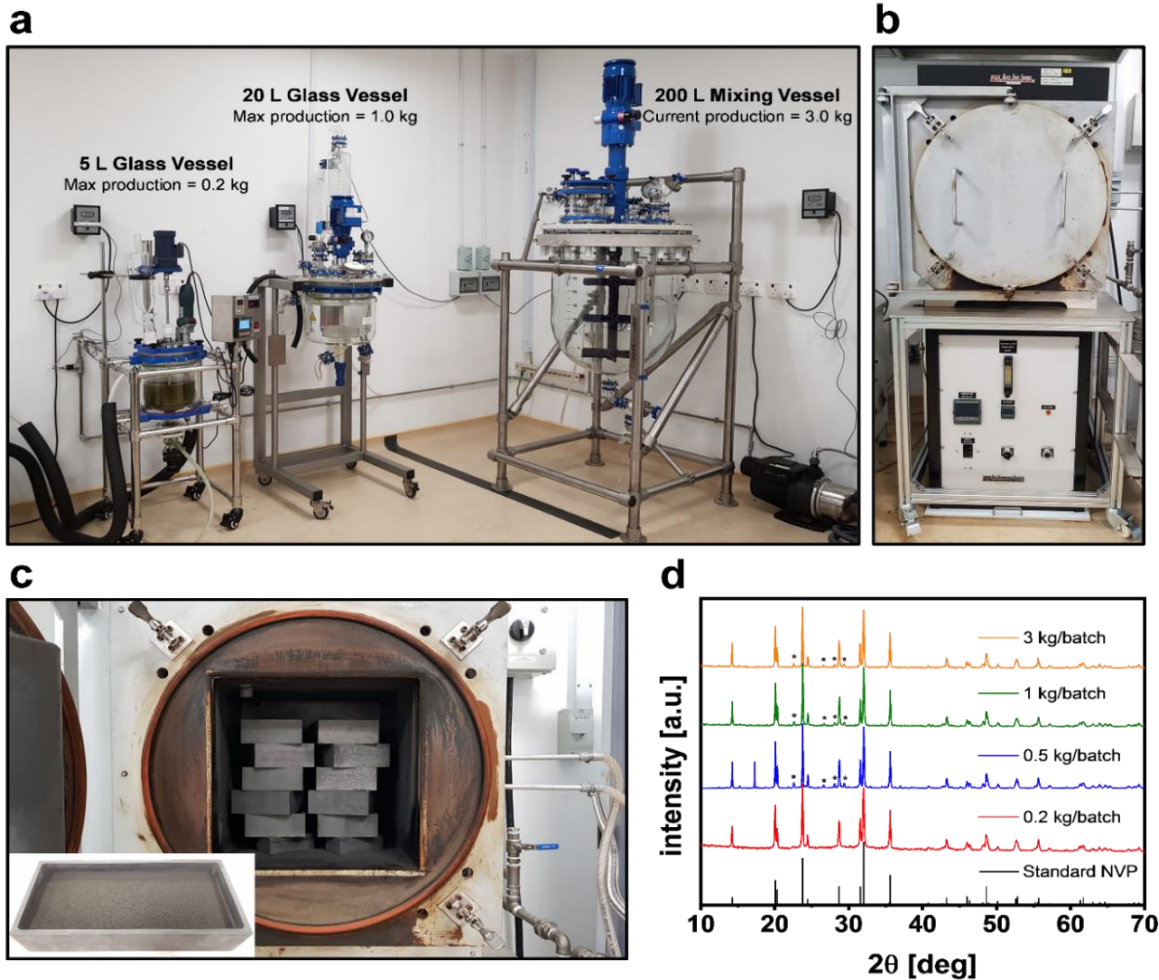 a
b
20 L Glass Vessel
Max production = 1.0 kg
200 L Mixing Vessel
Current production = 3.0 kg
5 L Glass Vessel
Max production = 0.2 kg
c
d
intensity [a.u.]
3 kg/batch
* * * *
1 kg/batch
* * * *
0.5 kg/batch
* * * *
0.2 kg/batch
Standard NVP
10 20 30 40 50 60 70
2θ [deg]